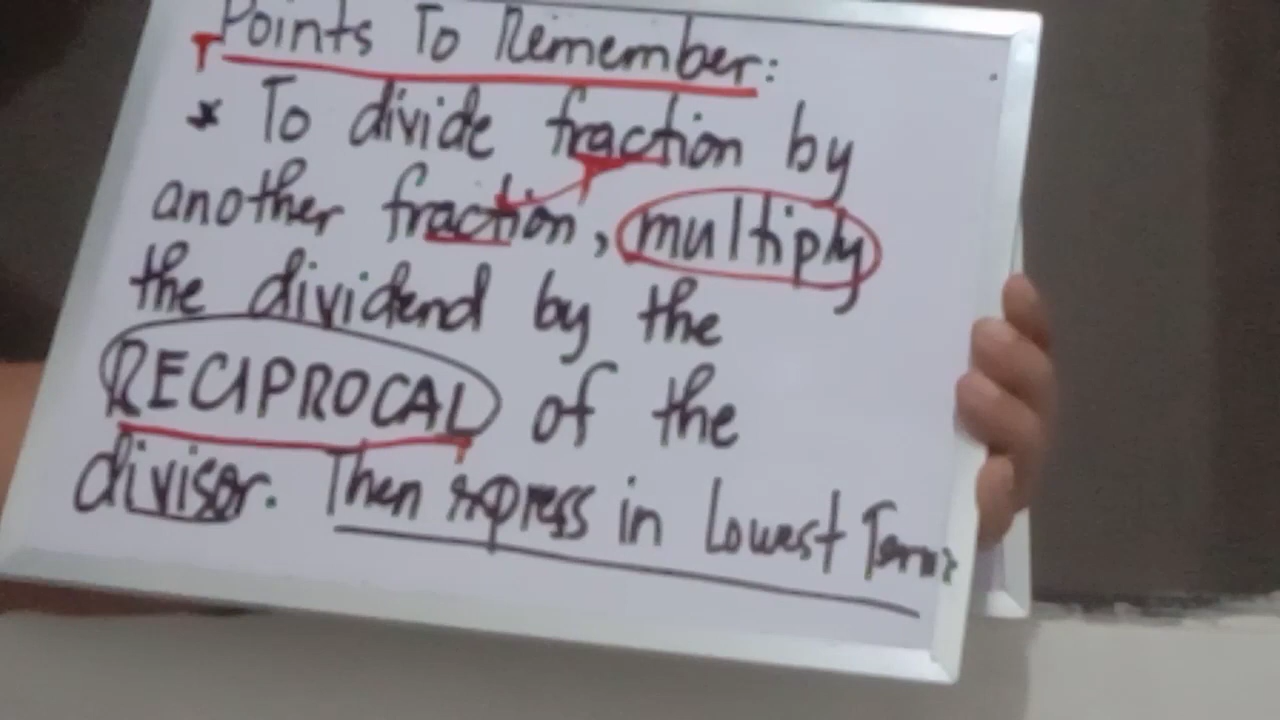 Points To Remember:
* To divide fraction by
another fraction, multiply
the dividend by the
RECIPROCAL of the
divisor. Then express in Lowest Terms